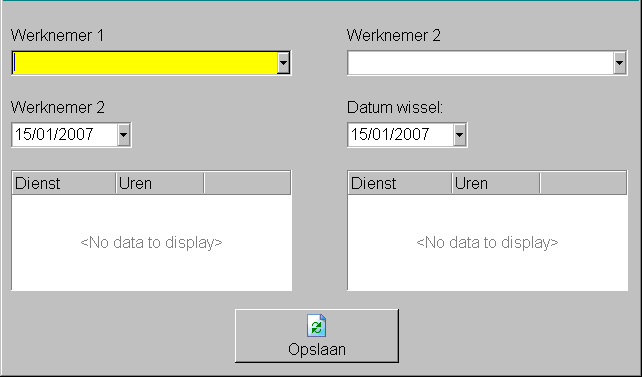 Werknemer 1 Werknemer 2
Werknemer 2 Datum wissel:
15/01/2007 15/01/2007
Dienst Uren Dienst Uren
<No data to display> <No data to display>
Opslaan